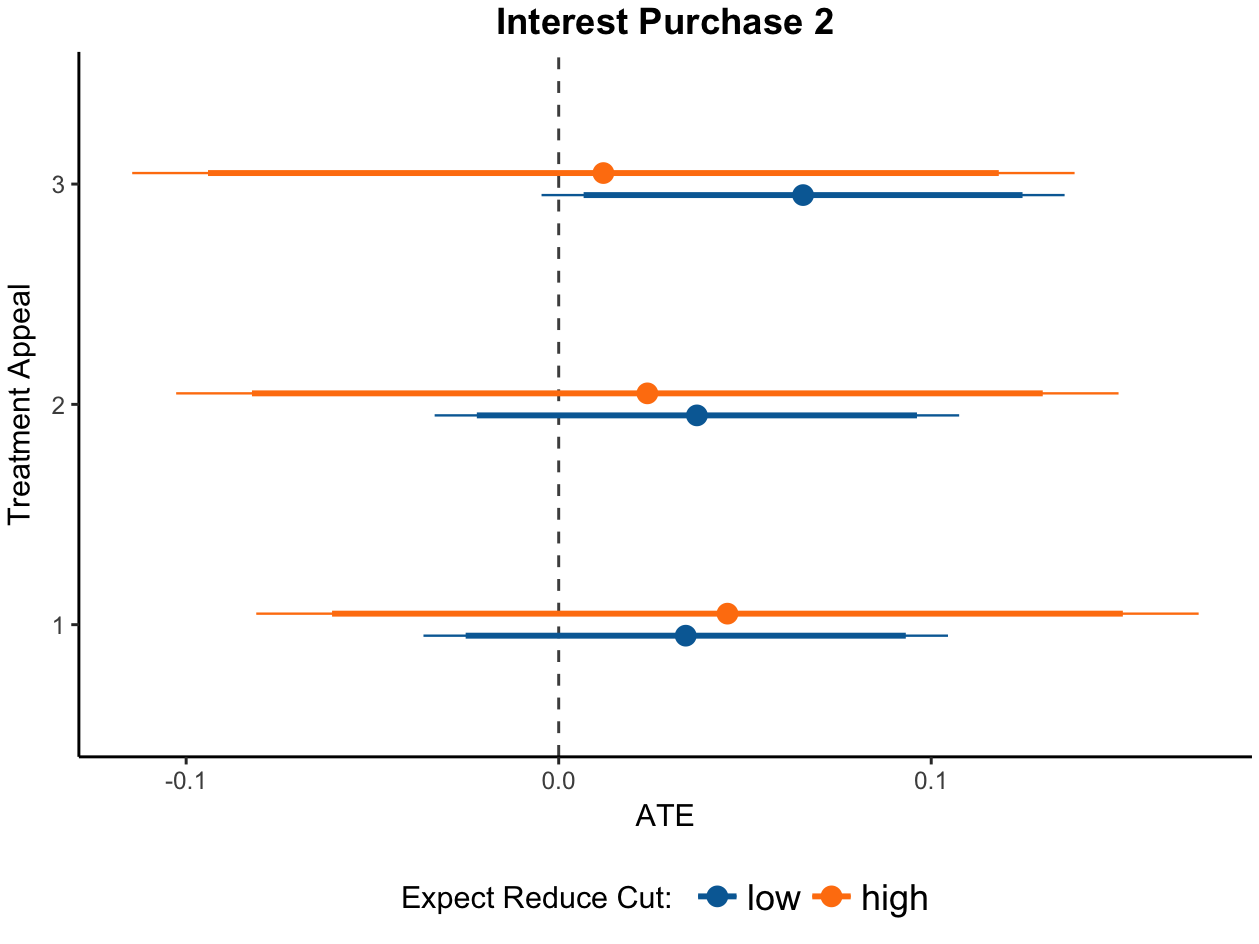 Interest Purchase 2
Treatment Appeal
3
2
1
-0.1 0.0 0.1
ATE
Expect Reduce Cut: low high